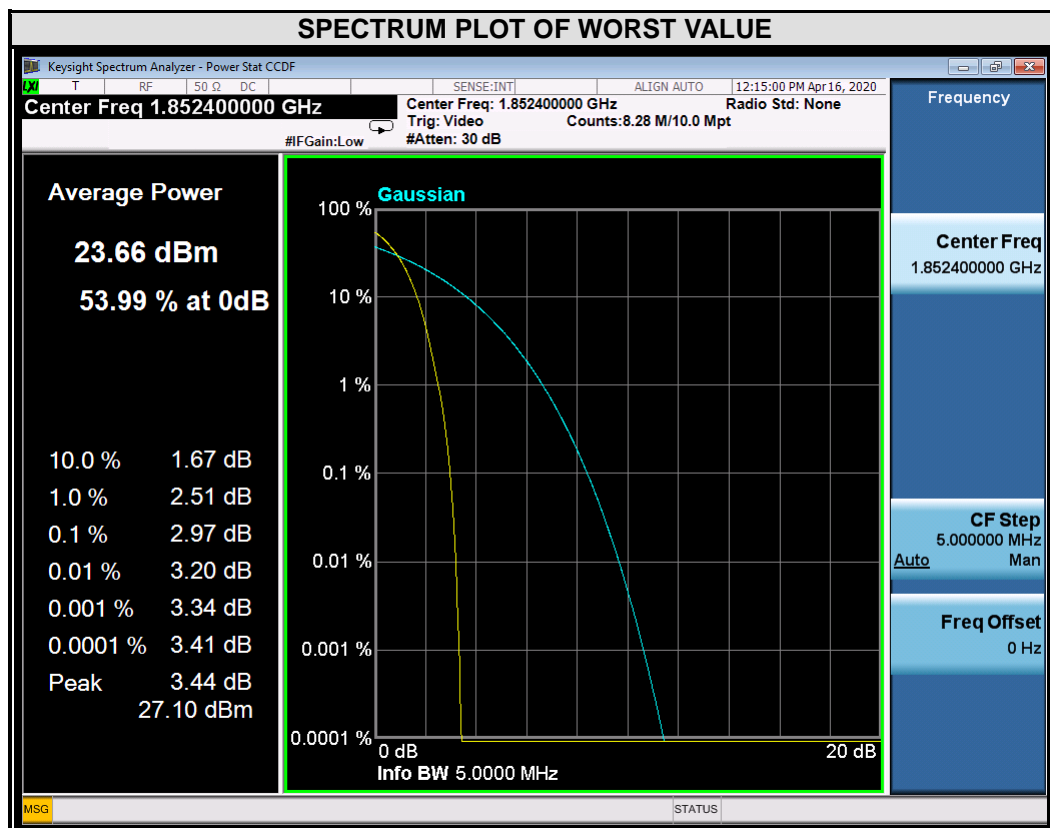 SPECTRUM PLOT OF WORST VALUE
Keysight Spectrum Analyzer - Power Stat CCDF
LXI T RF 50 Ω DC SENSE:INT ALIGN AUTO 12:15:00 PM Apr 16, 2020
Center Freq 1.852400000 GHz
#IFGain:Low
Center Freq: 1.852400000 GHz
Radio Std: None
Trig: Video
Counts:8.28 M/10.0 Mpt
#Atten: 30 dB
Average Power
23.66 dBm
53.99 % at 0dB
10.0 % 1.67 dB
1.0 % 2.51 dB
0.1 % 2.97 dB
0.01 % 3.20 dB
0.001 % 3.34 dB
0.0001 % 3.41 dB
Peak 3.44 dB
27.10 dBm
Gaussian
100 %
10 %
1 %
0.1 %
0.01 %
0.001 %
0.0001 %
0 dB 20 dB
Info BW 5.0000 MHz
Frequency
Center Freq
1.852400000 GHz
CF Step
5.000000 MHz
Auto Man
Freq Offset
0 Hz
MSG STATUS